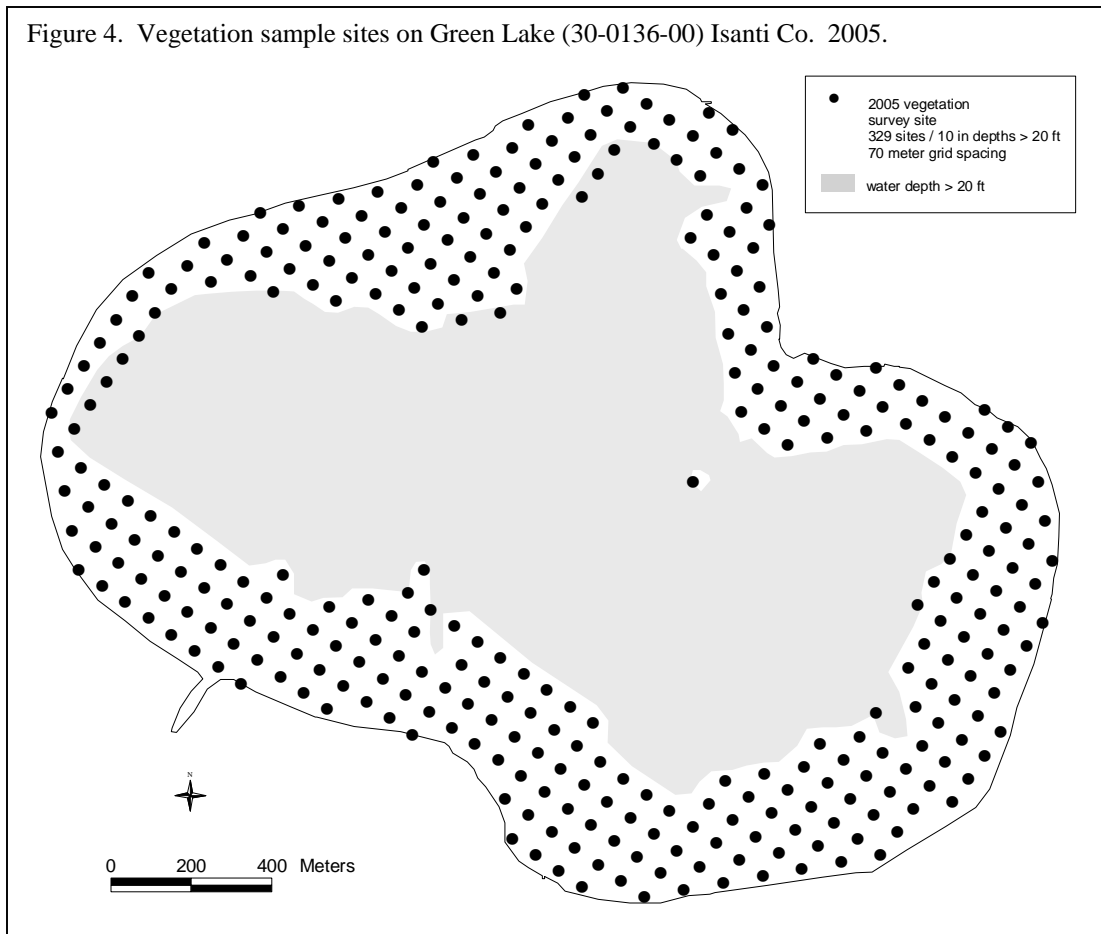 Figure 4. Vegetation sample sites on Green Lake (30-0136-00) Isanti Co. 2005.
2005 vegetation
survey site
329 sites / 10 in depths > 20 ft
70 meter grid spacing
water depth > 20 ft
N
0 200 400 Meters